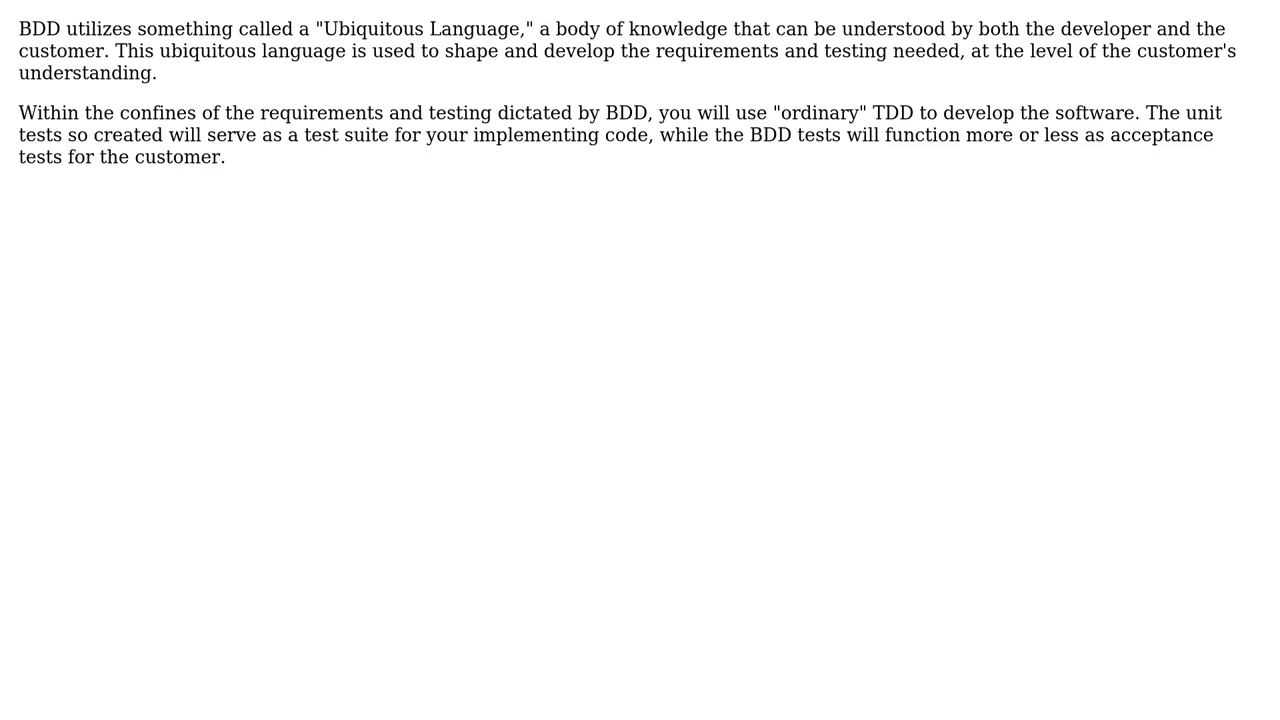 BDD utilizes something called a "Ubiquitous Language," a body of knowledge that can be understood by both the developer and the
customer. This ubiquitous language is used to shape and develop the requirements and testing needed, at the level of the customer's
understanding.
Within the confines of the requirements and testing dictated by BDD, you will use "ordinary" TDD to develop the software. The unit
tests so created will serve as a test suite for your implementing code, while the BDD tests will function more or less as acceptance
tests for the customer.